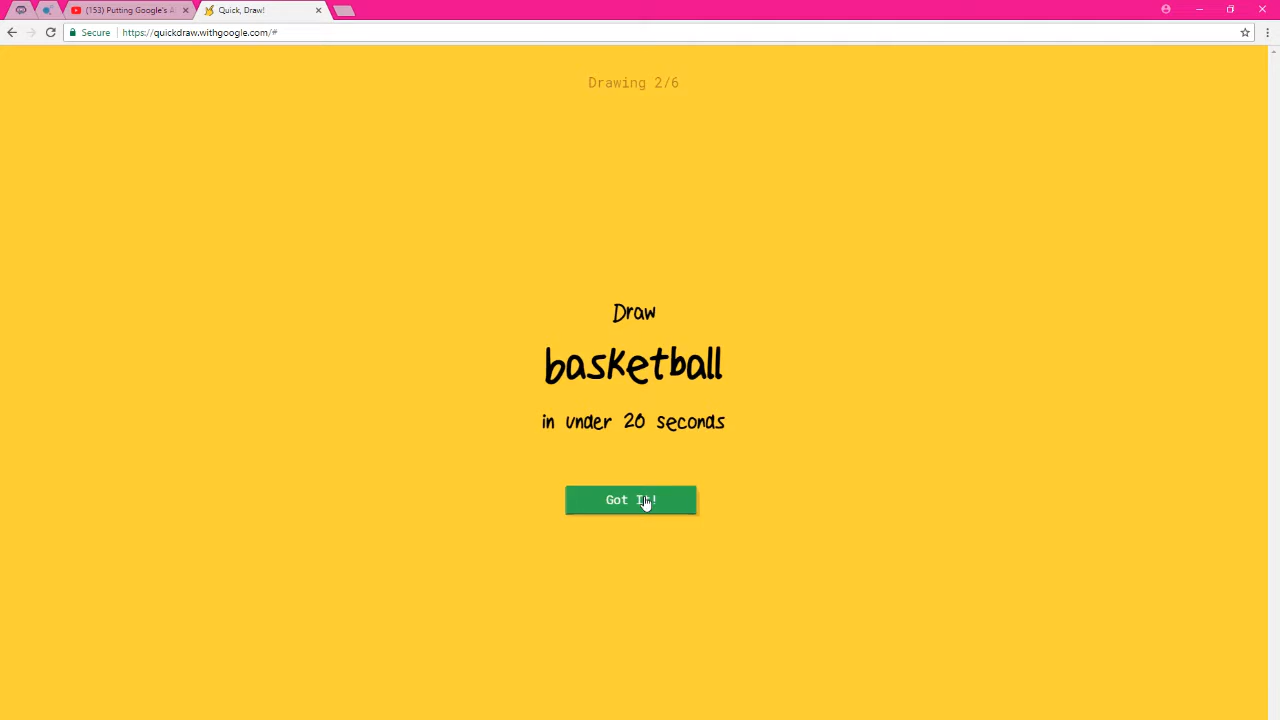 (153) Putting Google's A
Quick, Draw!
Secure
https://quickdraw.withgoogle.com/#
Drawing 2/6
Draw
basketball
in under 20 seconds
Got It!